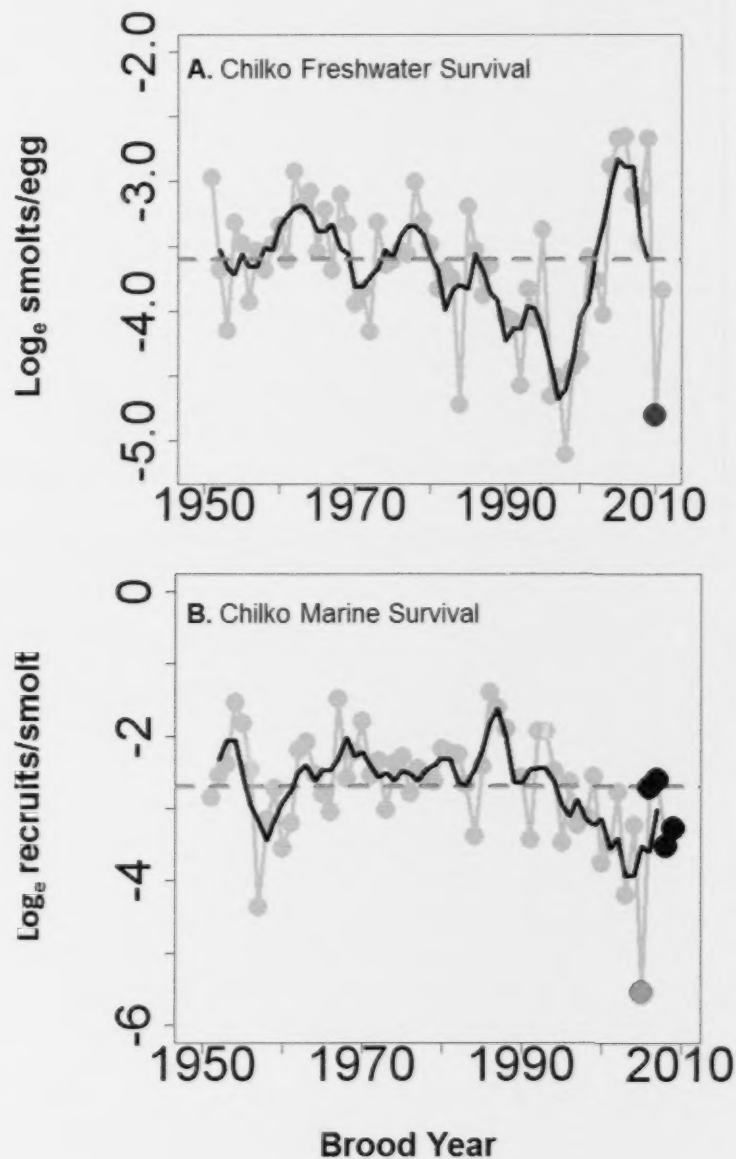 A. Chilko Freshwater Survival
Logₑ smolts/egg
-2.0
-3.0
-4.0
-5.0
1950 1970 1990 2010
B. Chilko Marine Survival
Logₑ recruits/smolt
0
-2
-4
-6
1950 1970 1990 2010
Brood Year